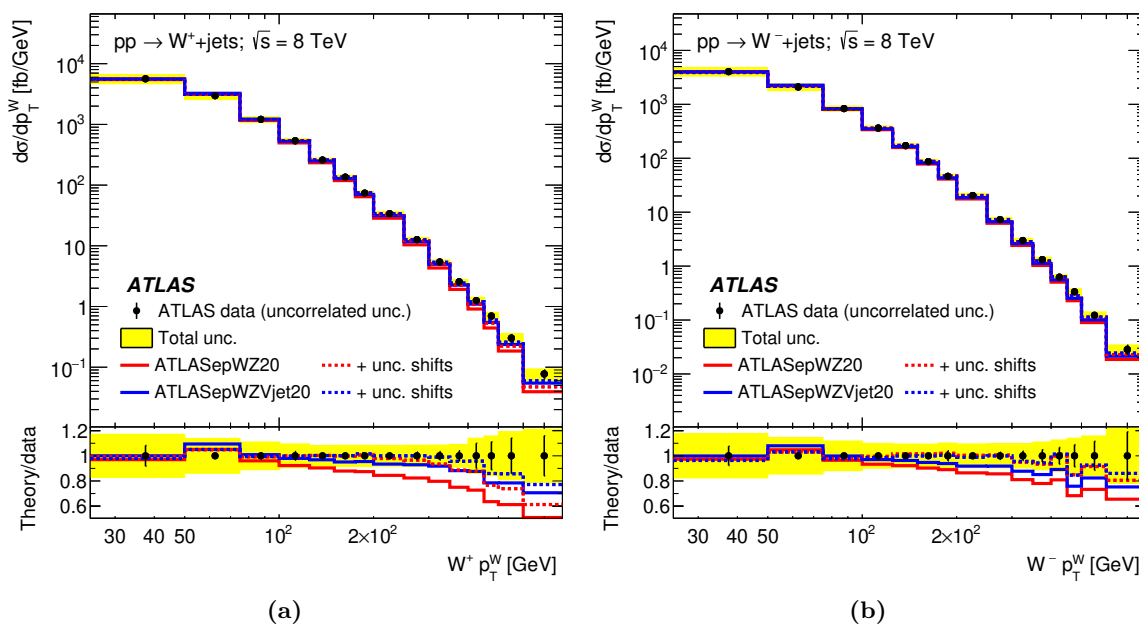 pp → W⁺+jets; √s = 8 TeV
dσ/dp_T^W [fb/GeV]
10⁴
10³
10²
10
1
10⁻¹
ATLAS
ATLAS data (uncorrelated unc.)
Total unc.
ATLASepWZ20 + unc. shifts
ATLASepWZVjet20 + unc. shifts
Theory/data
1.2
1
0.8
0.6
30 40 50 10² 2×10²
W⁺ p_T^W [GeV]
(a)
pp → W⁻+jets; √s = 8 TeV
dσ/dp_T^W [fb/GeV]
10⁵
10⁴
10³
10²
10
1
10⁻¹
10⁻²
ATLAS
ATLAS data (uncorrelated unc.)
Total unc.
ATLASepWZ20 + unc. shifts
ATLASepWZVjet20 + unc. shifts
Theory/data
1.2
1
0.8
0.6
30 40 50 10² 2×10²
W⁻ p_T^W [GeV]
(b)